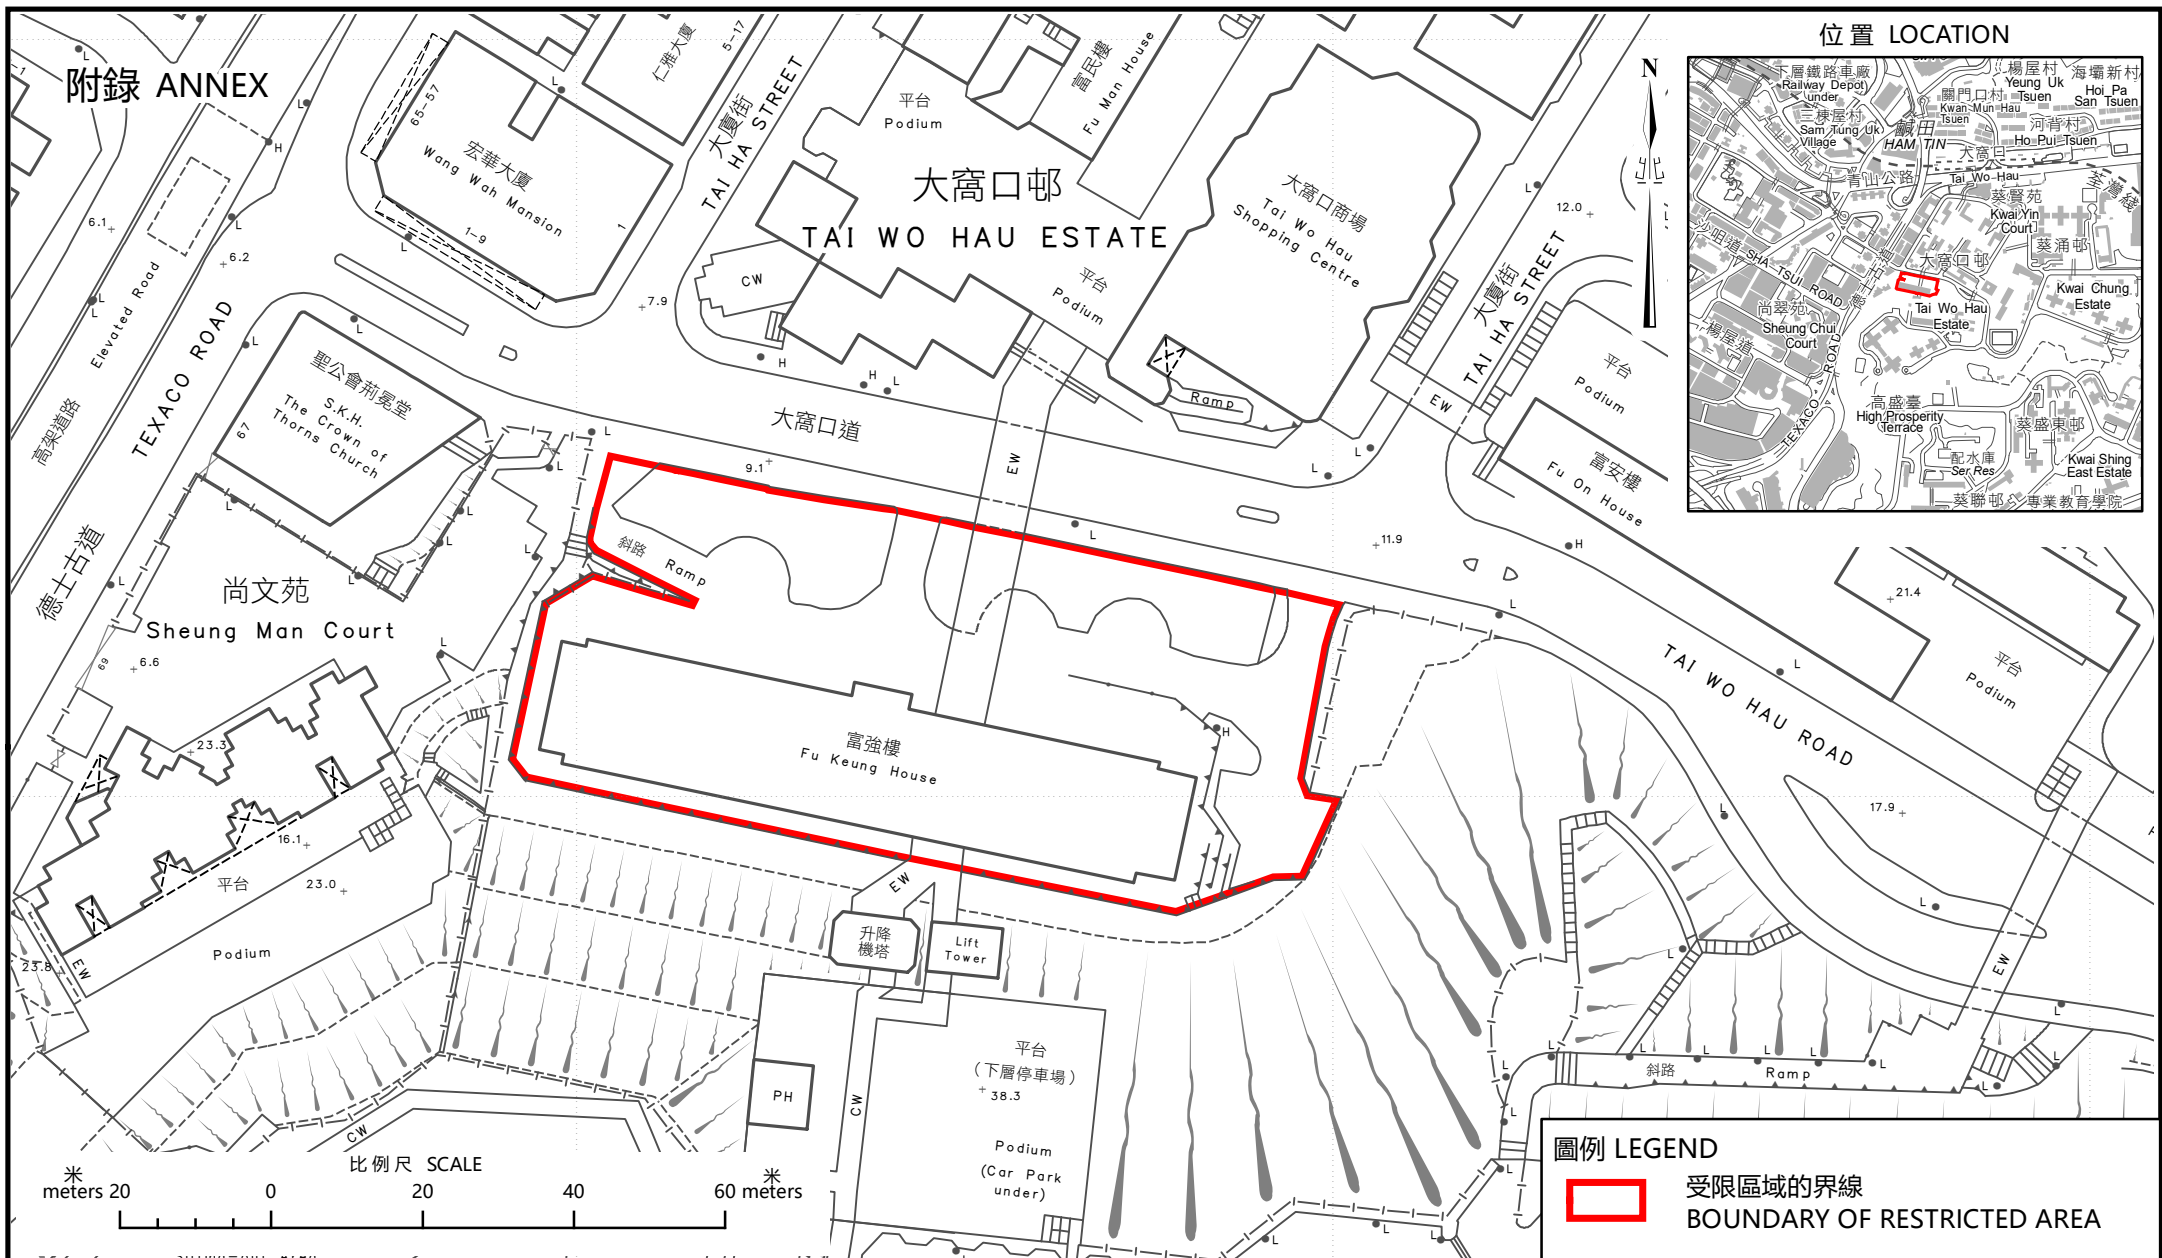 附錄 ANNEX
位置 LOCATION
下層鐵路車廠
Railway Depot
under
楊屋村
Yeung Uk
Tsuen
海壩新村
Hoi Pa
San Tsuen
關門口村
Kwan Mun Hau
Tsuen
三棟屋村
Sam Tung Uk
Village
鹹田
HAM TIN
河背村
Ho Pui Tsuen
大窩口
Tai Wo Hau
青山公路
荃灣綫
葵賢苑
Kwai Yin
Court
葵涌邨
Kwai Chung
Estate
沙咀道 SHA TSUI ROAD
德士古道
TEXACO ROAD
大窩口邨
Tai Wo Hau
Estate
尚翠苑
Sheung Chui
Court
楊屋道
高盛臺
High Prosperity
Terrace
葵盛東邨
Kwai Shing
East Estate
配水庫
Ser Res
葵聯邨
專業教育學院
N
仁雅大廈
5-17
65-57
宏華大廈
Wang Wah Mansion
1-9
1
大廈街
TAI HA STREET
平台
Podium
富民樓
Fu Man House
大窩口邨
TAI WO HAU ESTATE
大窩口商場
Tai Wo Hau
Shopping Centre
平台
Podium
CW
Ramp
EW
大廈街
TAI HA STREET
12.0
6.1
6.2
7.9
Elevated Road
高架道路
TEXACO ROAD
德士古道
聖公會荊冕堂
S.K.H.
The Crown of
Thorns Church
67
大窩口道
9.1
EW
11.9
平台
Podium
富安樓
Fu On House
21.4
平台
Podium
TAI WO HAU ROAD
17.9
尚文苑
Sheung Man Court
69
6.6
23.3
16.1
23.0
平台
Podium
23.8
EW
斜路
Ramp
富強樓
Fu Keung House
EW
升降
機塔
Lift
Tower
平台
(下層停車場)
38.3
Podium
(Car Park
under)
PH
CW
CW
EW
斜路
Ramp
比例尺 SCALE
米
meters 20 0 20 40 60 meters
米
圖例 LEGEND
受限區域的界線
BOUNDARY OF RESTRICTED AREA